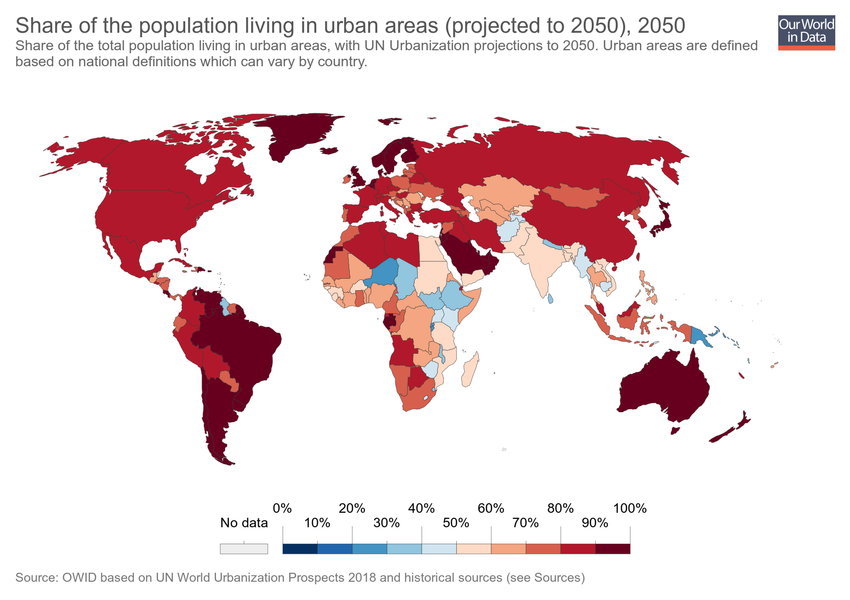 Share of the population living in urban areas (projected to 2050), 2050
Our World
in Data
Share of the total population living in urban areas, with UN Urbanization projections to 2050. Urban areas are defined
based on national definitions which can vary by country.
0% 20% 40% 60% 80% 100%
No data 10% 30% 50% 70% 90%
Source: OWID based on UN World Urbanization Prospects 2018 and historical sources (see Sources)